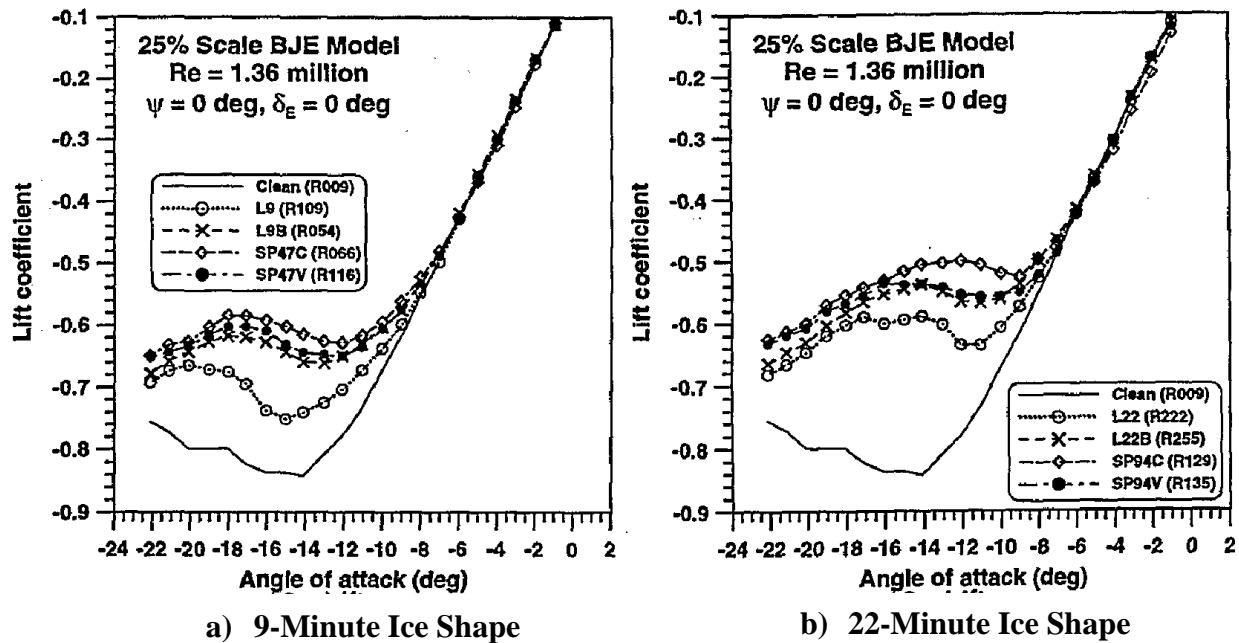 25% Scale BJE Model
Re = 1.36 million
ψ = 0 deg, δE = 0 deg
Lift coefficient
-0.1
-0.2
-0.3
-0.4
-0.5
-0.6
-0.7
-0.8
-0.9
Clean (R009)
L9 (R109)
L9B (R054)
SP47C (R066)
SP47V (R116)
-24 -22 -20 -18 -16 -14 -12 -10 -8 -6 -4 -2 0 2
Angle of attack (deg)
a) 9-Minute Ice Shape
25% Scale BJE Model
Re = 1.36 million
ψ = 0 deg, δE = 0 deg
Lift coefficient
-0.1
-0.2
-0.3
-0.4
-0.5
-0.6
-0.7
-0.8
-0.9
Clean (R009)
L22 (R222)
L22B (R255)
SP94C (R129)
SP94V (R135)
-24 -22 -20 -18 -16 -14 -12 -10 -8 -6 -4 -2 0 2
Angle of attack (deg)
b) 22-Minute Ice Shape